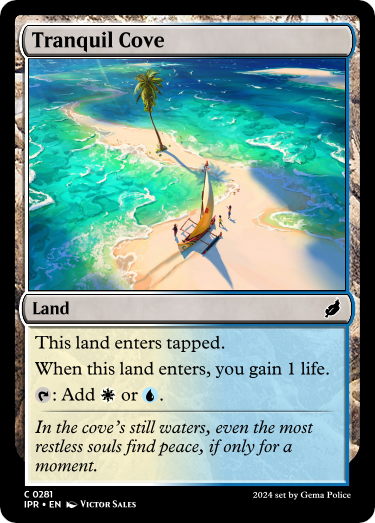 Tranquil Cove
Land
This land enters tapped.
When this land enters, you gain 1 life.
: Add or .
In the cove's still waters, even the most
restless souls find peace, if only for a
moment.
C 0281
IPR • EN Victor Sales
2024 set by Gema Police